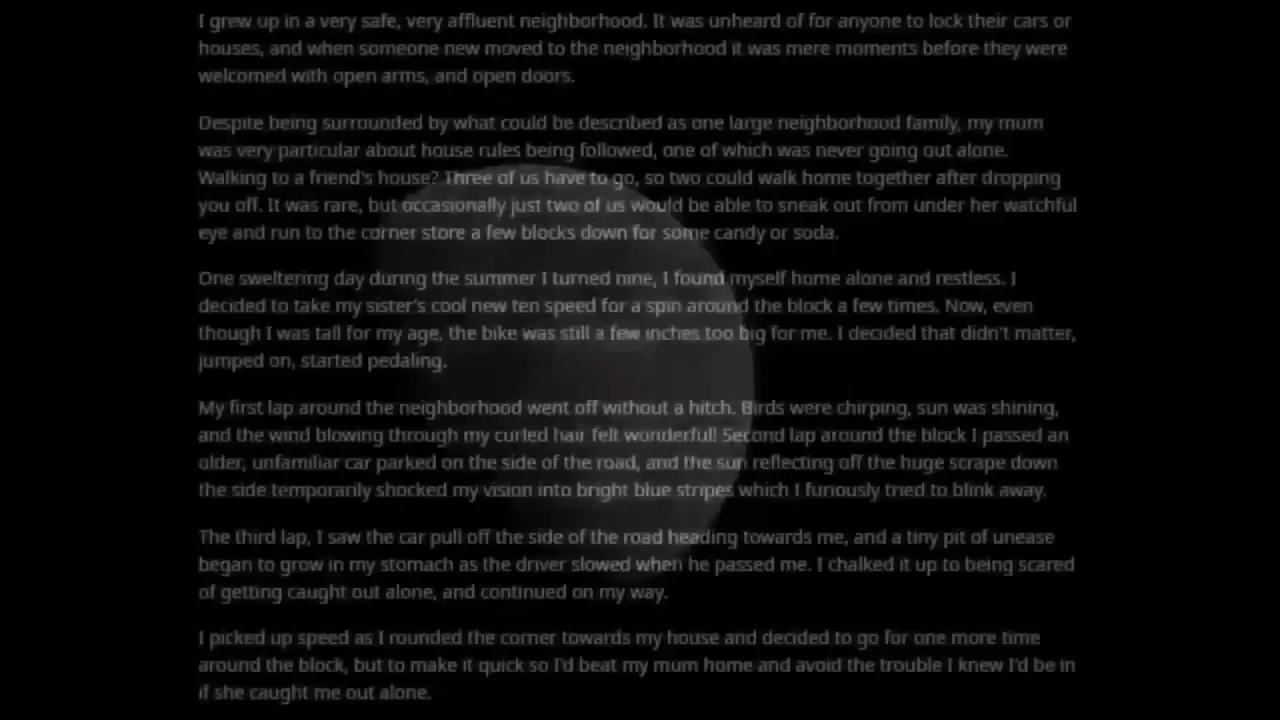 I grew up in a very safe, very affluent neighborhood. It was unheard of for anyone to lock their cars or
houses, and when someone new moved to the neighborhood it was mere moments before they were
welcomed with open arms, and open doors.
Despite being surrounded by what could be described as one large neighborhood family, my mum
was very particular about house rules being followed, one of which was never going out alone.
Walking to a friend's house? Three of us have to go, so two could walk home together after dropping
you off. It was rare, but occasionally just two of us would be able to sneak out from under her watchful
eye and run to the corner store a few blocks down for some candy or soda.
One sweltering day during the summer I turned nine, I found myself home alone and restless. I
decided to take my sister's cool new ten speed for a spin around the block a few times. Now, even
though I was tall for my age, the bike was still a few inches too big for me. I decided that didn't matter,
jumped on, started pedaling.
My first lap around the neighborhood went off without a hitch. Birds were chirping, sun was shining,
and the wind blowing through my curled hair felt wonderful! Second lap around the block I passed an
older, unfamiliar car parked on the side of the road, and the sun reflecting off the huge scrape down
the side temporarily shocked my vision into bright blue stripes which I furiously tried to blink away.
The third lap, I saw the car pull off the side of the road heading towards me, and a tiny pit of unease
began to grow in my stomach as the driver slowed when he passed me. I chalked it up to being scared
of getting caught out alone, and continued on my way.
I picked up speed as I rounded the corner towards my house and decided to go for one more time
around the block, but to make it quick so I'd beat my mum home and avoid the trouble I knew I'd be in
if she caught me out alone.